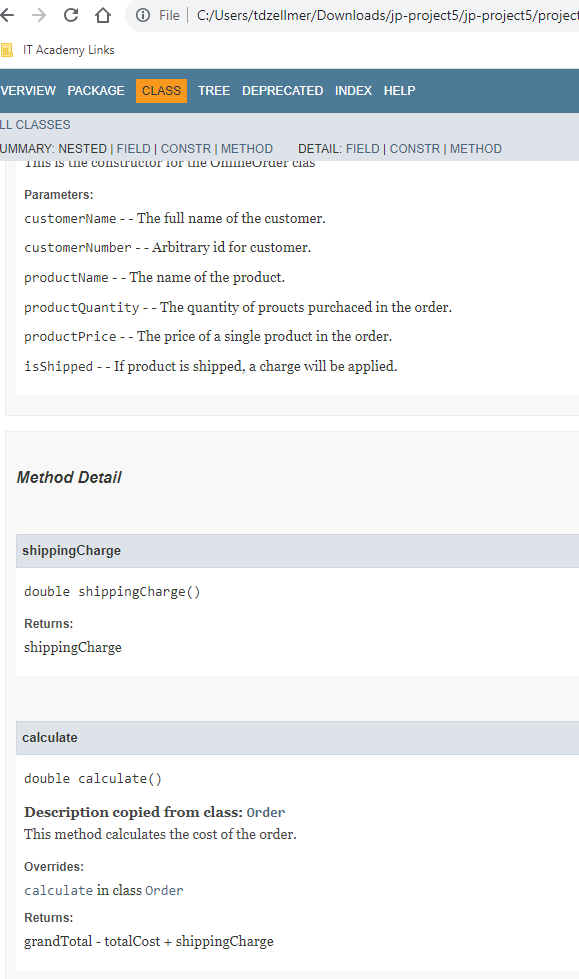 File | C:/Users/tdzellmer/Downloads/jp-project5/jp-project5/project
IT Academy Links
VERVIEW PACKAGE CLASS TREE DEPRECATED INDEX HELP
LL CLASSES
UMMARY: NESTED | FIELD | CONSTR | METHOD DETAIL: FIELD | CONSTR | METHOD
This is the constructor for the OnlineOrder clas
Parameters:
customerName - - The full name of the customer.
customerNumber - - Arbitrary id for customer.
productName - - The name of the product.
productQuantity - - The quantity of proucts purchaced in the order.
productPrice - - The price of a single product in the order.
isShipped - - If product is shipped, a charge will be applied.
Method Detail
shippingCharge
double shippingCharge()
Returns:
shippingCharge
calculate
double calculate()
Description copied from class: Order
This method calculates the cost of the order.
Overrides:
calculate in class Order
Returns:
grandTotal - totalCost + shippingCharge